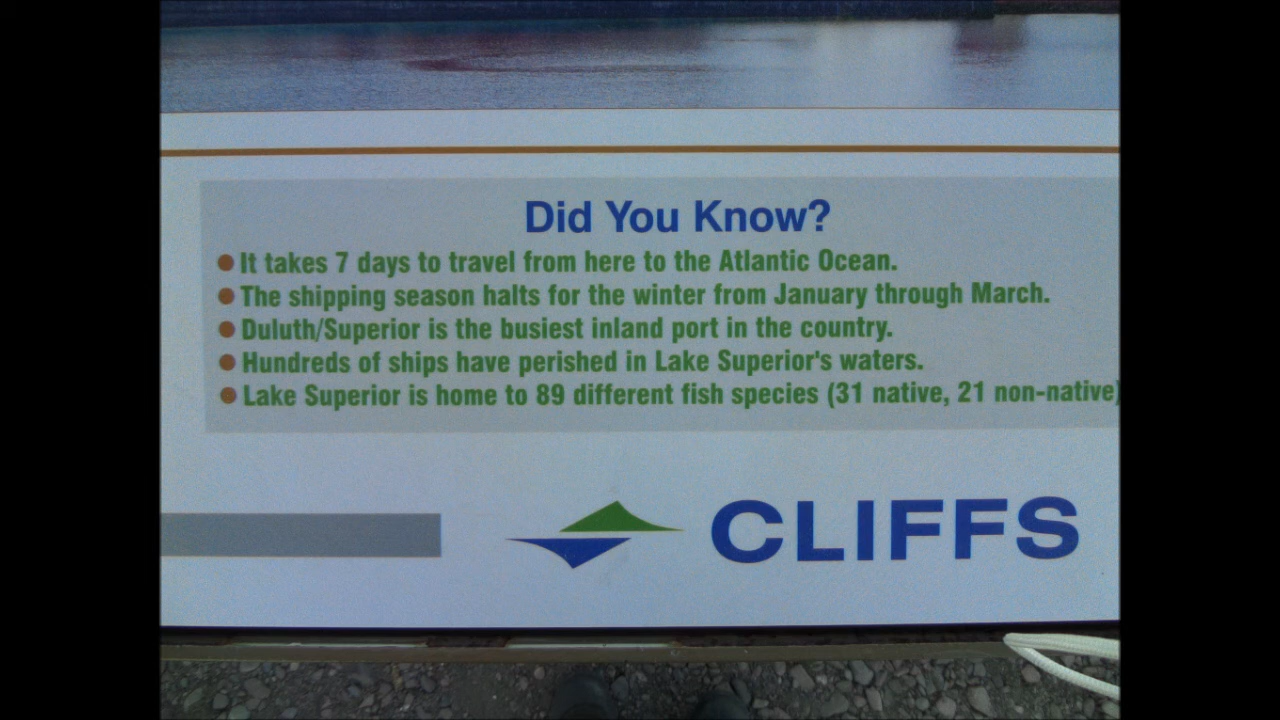 Did You Know?
It takes 7 days to travel from here to the Atlantic Ocean.
The shipping season halts for the winter from January through March.
Duluth/Superior is the busiest inland port in the country.
Hundreds of ships have perished in Lake Superior's waters.
Lake Superior is home to 89 different fish species (31 native, 21 non-native)
CLIFFS